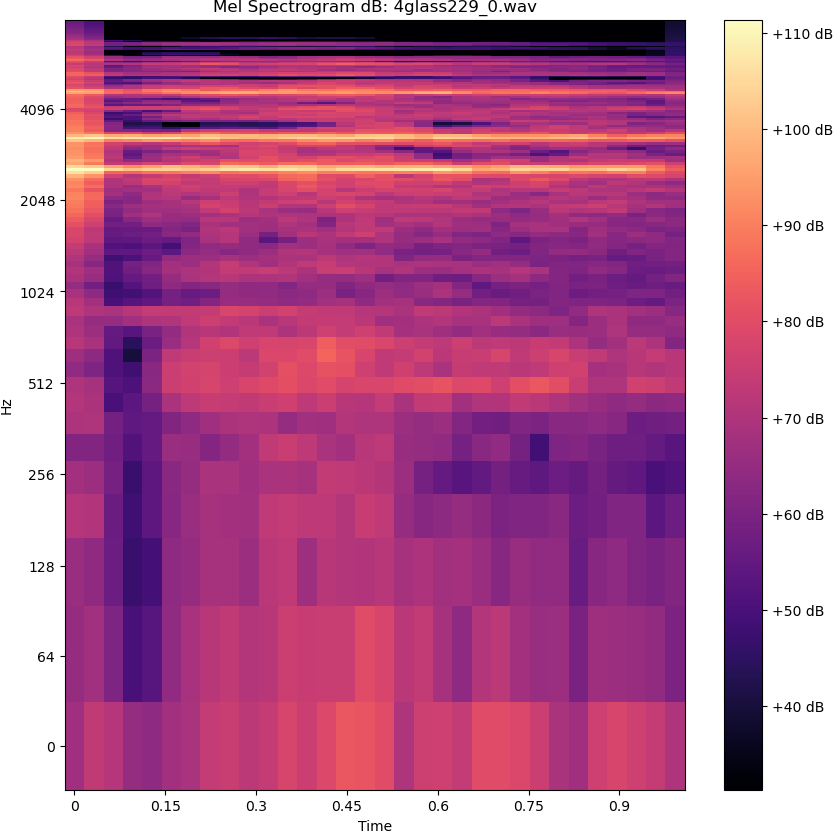 Mel Spectrogram dB: 4glass229_0.wav
+110 dB
4096
+100 dB
2048
+90 dB
1024
+80 dB
512
Hz
+70 dB
256
+60 dB
128
+50 dB
64
+40 dB
0
0 0.15 0.3 0.45 0.6 0.75 0.9
Time